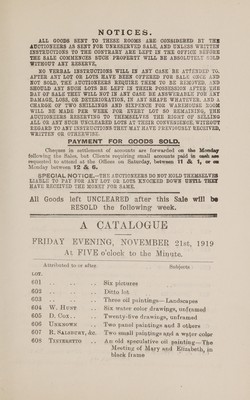 NOTICES.
ALL GOODS SENT TO THESE ROOMS ARE CONSIDERED BY THE
AUCTIONEERS AS SENT FOR UNRESERVED SALE, AND UNLESS WRITTEN
INSTRUCTIONS TO THE CONTRARY ARE LEFT IN THE OFFICE BEFORE
THE SALE COMMENCES SUCH PROPERTY WILL BE ABSOLUTELY SOLD
WITHOUT ANY RESERVE.
NO VERBAL INSTRUCTIONS WILL IN ANY CASE BE ATTENDED TO.
AFTER ANY LOT OR LOTS HAVE BEEN OFFERED FOR SALE ONCE AND
NOT SOLD, THE AUCTIONEERS REQUIRE THEM TO BE REMOVED, AND
SHOULD ANY SUCH LOTS BE LEFT IN THEIR POSSESSION AFTER THE
DAY OF SALE THEY WILL NOT IN ANY CASE BE ANSWERABLE FOR ANY
DAMAGE, LOSS, OR DETERIORATION, IN ANY SHAPE WHATEVER, AND A
CHARGE OF TWO SHILLINGS AND SIXPENCE FOR WAREHOUSE ROOM
WILL BE MADE PER WEEK FOR EVERY LOT SO REMAINING. THE
AUCTIONEERS RESERVING TO THEMSELVES THE RIGHT OF SELLING
ALL OR ANY SUCH UNCLEARED LOTS AT THEIR CONVENIENCE WITHOUT
REGARD TO ANY INSTRUCTIONS THEY MAY HAVE PREVIOUSLY RECEIVED,
WRITTEN OR OTHERWISE.
PAYMENT FOR GOODS SOLD.
Cheques in settlement of accounts are forwarded on the Monday
following the Sales, but Clients requiring small accounts paid in cash are
requested to attend at the Offices on Saturday, between 11 & 1, or on
Monday between 12 & 6.
SPECIAL NOTICE.—THE AUCTIONEERS DO NOT HOLD THEMSELVES
LIABLE TO PAY FOR ANY LOT OR LOTS KNOCKED DOWN UNTIL THEY
HAVE RECEIVED THE MONEY FOR SAME.
All Goods left UNCLEARED after this Sale will be
RESOLD the following week.
A CATALOGUE
FRIDAY EVENING, NOVEMBER 21st, 1919
At FIVE o'clock to the Minute.
Attributed to or after. Subjects
LOT.
601 .. .. .. Six pictures
602 .. .. .. Ditto lot
603 .. .. .. Three oil paintings—Landscapes
604 W. HUNT .. Six water color drawings, unframed
605 D. COX .. .. Twenty-five drawings, unframed
606 UNKNOWN .. Two panel paintings and 3 others
607 R. SAINBURY, &c. Two small paintings and a water color
608 TINTERETTO .. An old speculative oil painting—The
Meeting of Mary and Elizabeth, in
black frame